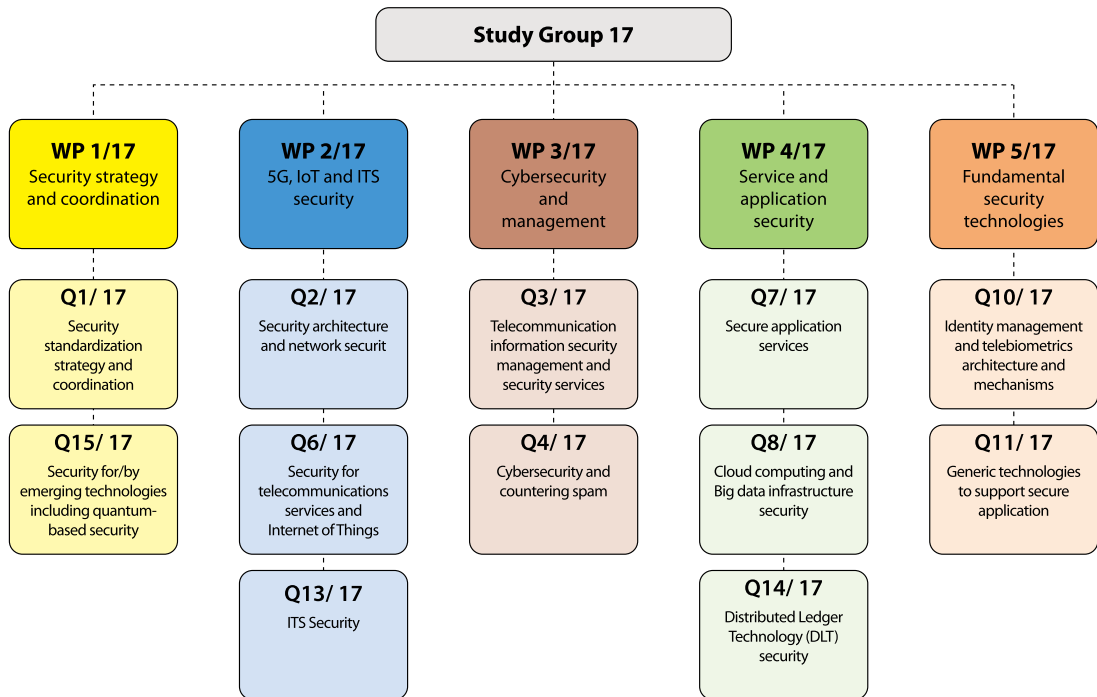 Study Group 17
WP 1/17
Security strategy
and coordination
WP 2/17
5G, IoT and ITS
security
WP 3/17
Cybersecurity
and
management
WP 4/17
Service and
application
security
WP 5/17
Fundamental
security
technologies
Q1/ 17
Security
standardization
strategy and
coordination
Q2/ 17
Security architecture
and network securit
Q3/ 17
Telecommunication
information security
management and
security services
Q7/ 17
Secure application
services
Q10/ 17
Identity management
and telebiometrics
architecture and
mechanisms
Q15/ 17
Security for/by
emerging technologies
including quantum-
based security
Q6/ 17
Security for
telecommunications
services and
Internet of Things
Q4/ 17
Cybersecurity and
countering spam
Q8/ 17
Cloud computing and
Big data infrastructure
security
Q11/ 17
Generic technologies
to support secure
application
Q13/ 17
ITS Security
Q14/ 17
Distributed Ledger
Technology (DLT)
security